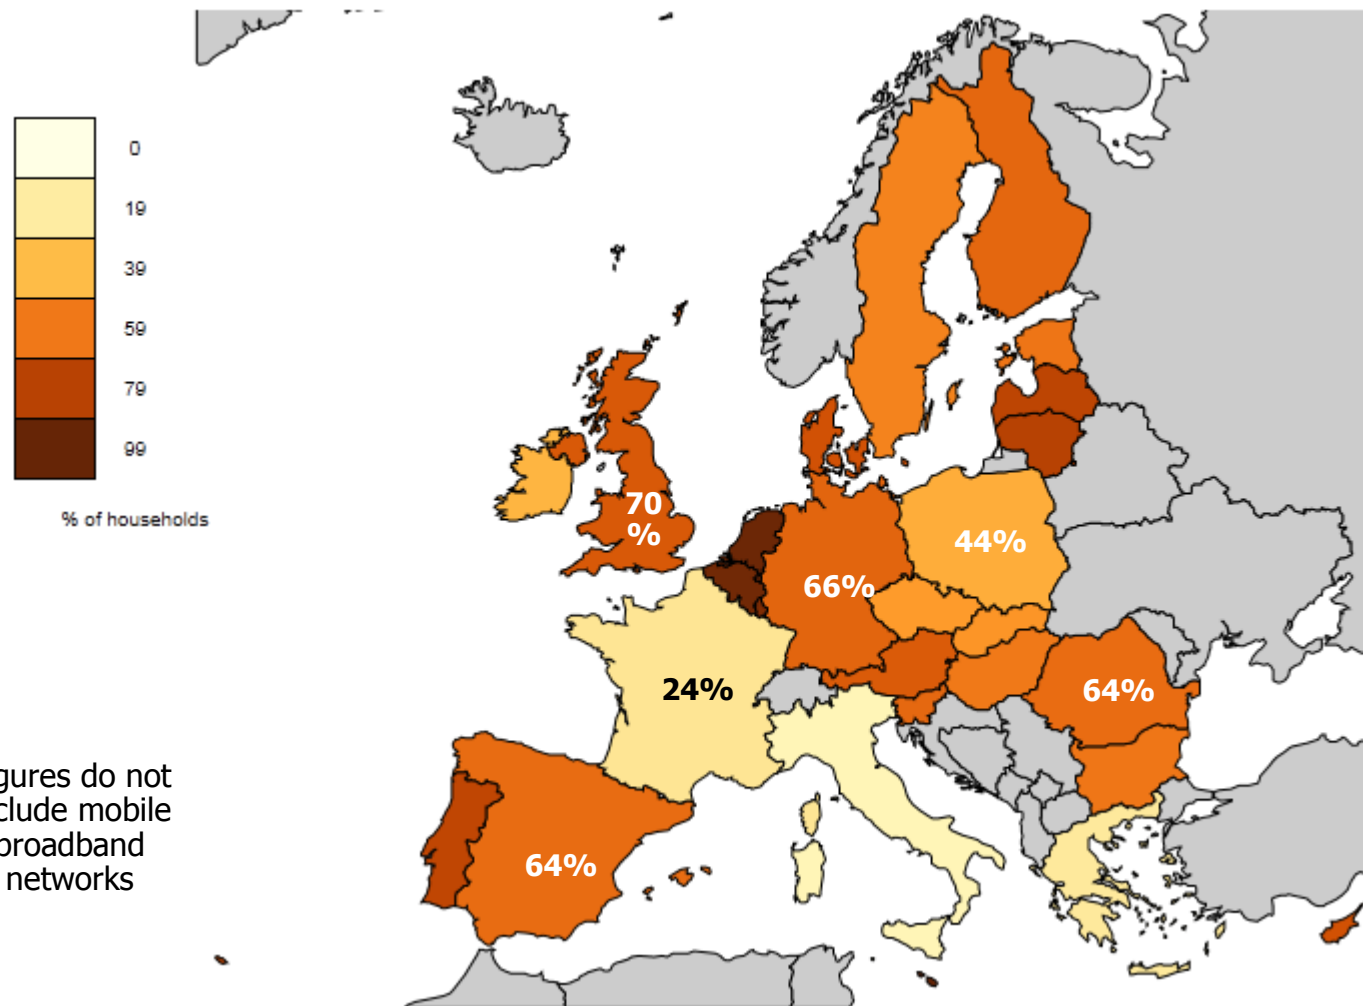 0
19
39
59
79
99
% of households
70
%
44%
66%
24%
64%
64%
gures do not
clude mobile
broadband
networks